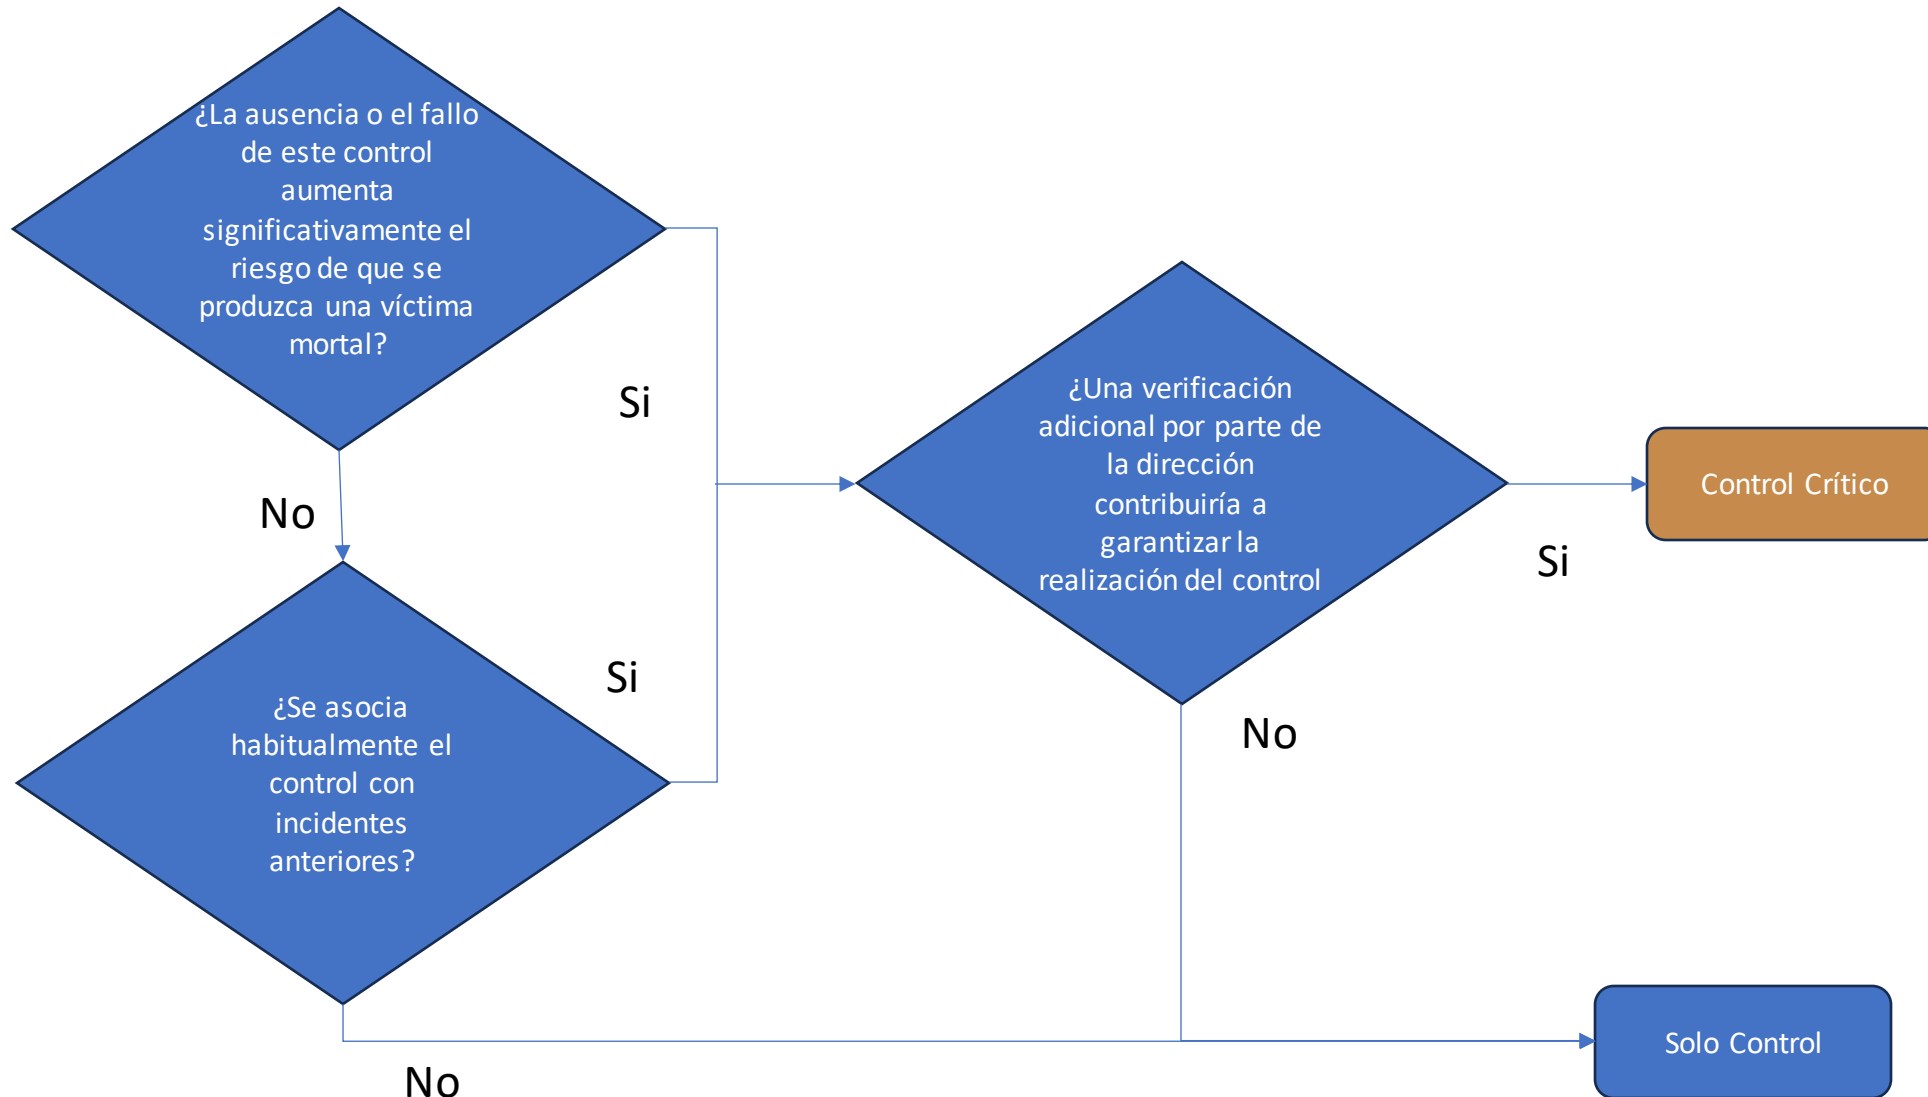 ¿La ausencia o el fallo
de este control
aumenta
significativamente el
riesgo de que se
produzca una víctima
mortal?
Si
No
¿Una verificación
adicional por parte de
la dirección
contribuiría a
garantizar la
realización del control
Si
Control Crítico
No
¿Se asocia
habitualmente el
control con
incidentes
anteriores?
Si
No
Solo Control